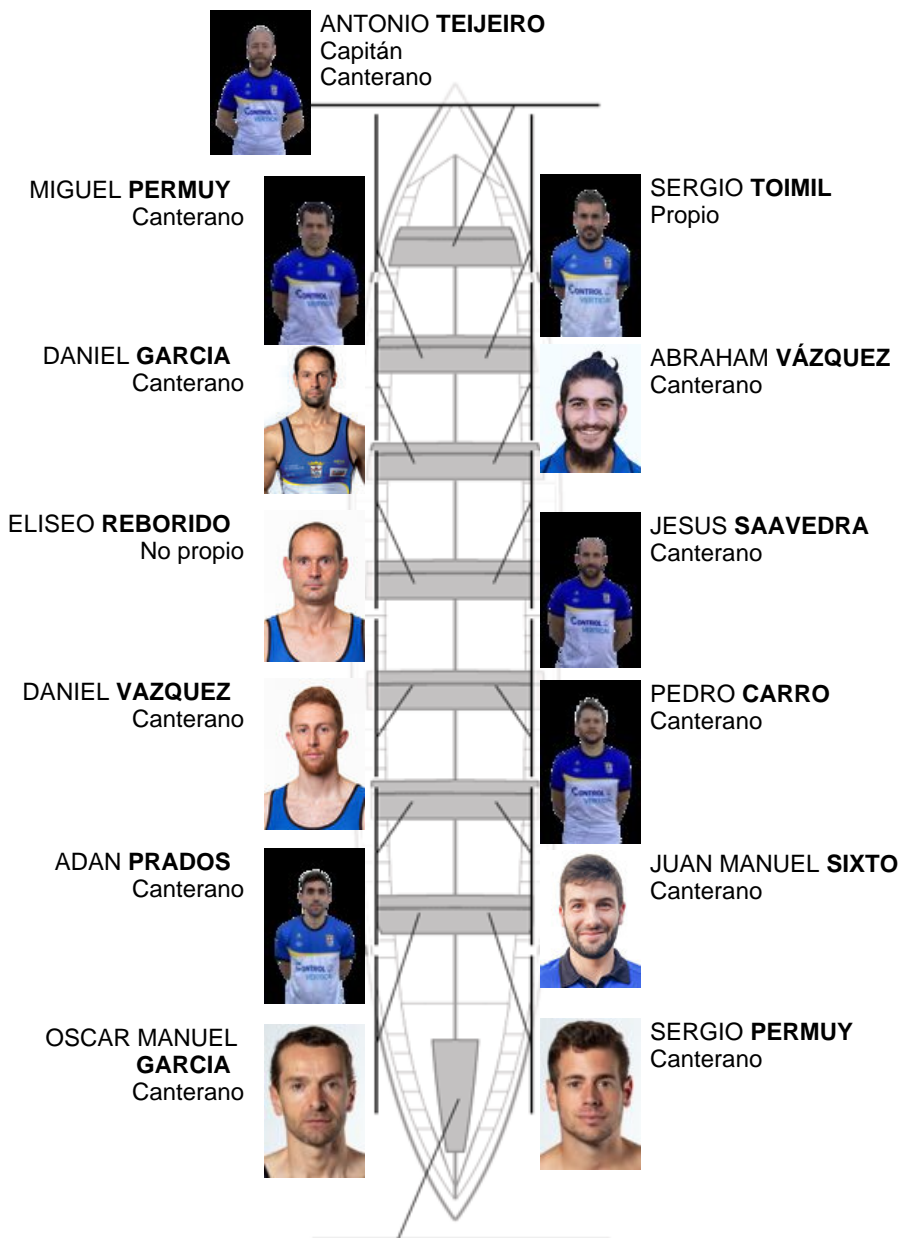 ANTONIO TEIJEIRO
Capitán
Canterano
MIGUEL PERMUY
Canterano
SERGIO TOIMIL
Propio
DANIEL GARCIA
Canterano
ABRAHAM VÁZQUEZ
Canterano
ELISEO REBORIDO
No propio
JESUS SAAVEDRA
Canterano
DANIEL VAZQUEZ
Canterano
PEDRO CARRO
Canterano
ADAN PRADOS
Canterano
JUAN MANUEL SIXTO
Canterano
OSCAR MANUEL
GARCIA
Canterano
SERGIO PERMUY
Canterano
CONTROL
VERTICAL